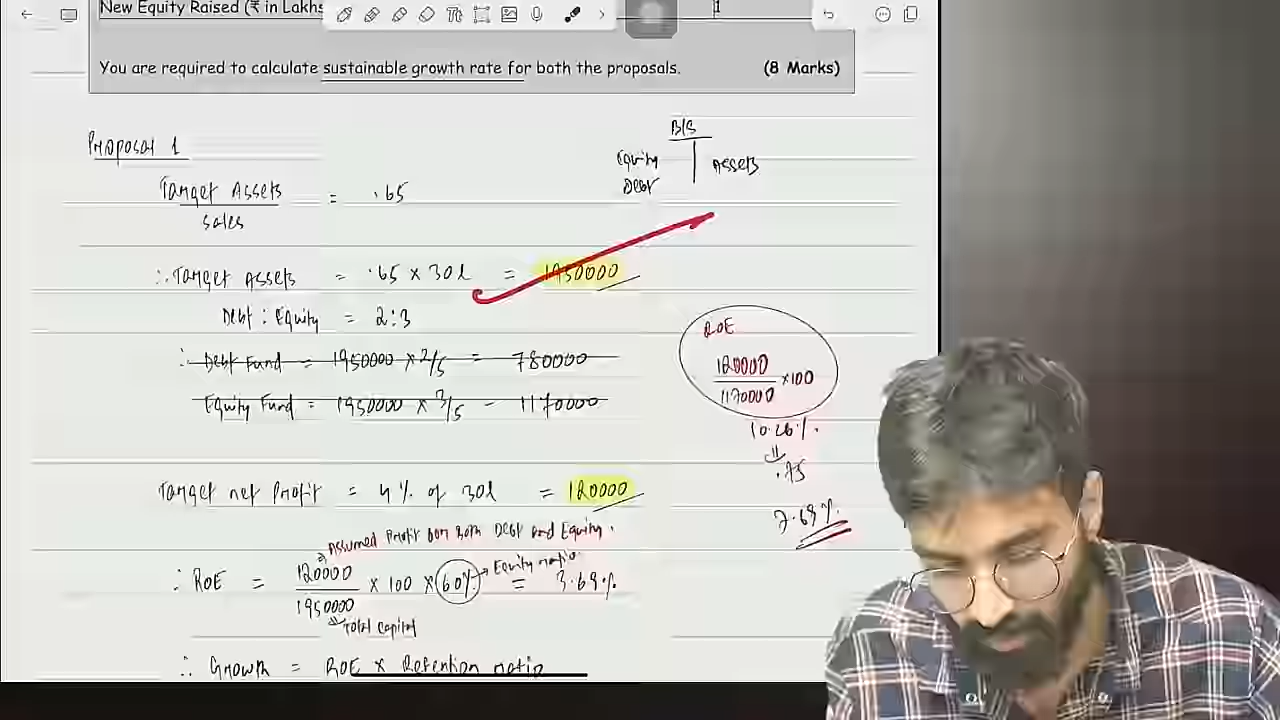 New Equity Raised (₹ in Lakhs
1
You are required to calculate sustainable growth rate for both the proposals. (8 Marks)
Proposal 1
B/S
Equity Assets
Debt
Target Assets
= .65
Sales
∴ Target Assets = .65 × 30l = 1950000
Debt : Equity = 2:3
∴ Debt Fund = 1950000 × 2/5 = 780000
Equity Fund = 1950000 × 3/5 = 1170000
ROE
120000
× 100
1170000
10.26%.
.75
7.69%.
Target net Profit = 4% of 30l = 120000
Assumed Profit for both Debt and Equity.
∴ ROE = 120000 × 100 × 60% → Equity ratio = 3.69%
1950000
Total Capital
∴ Growth = ROE × Retention ratio